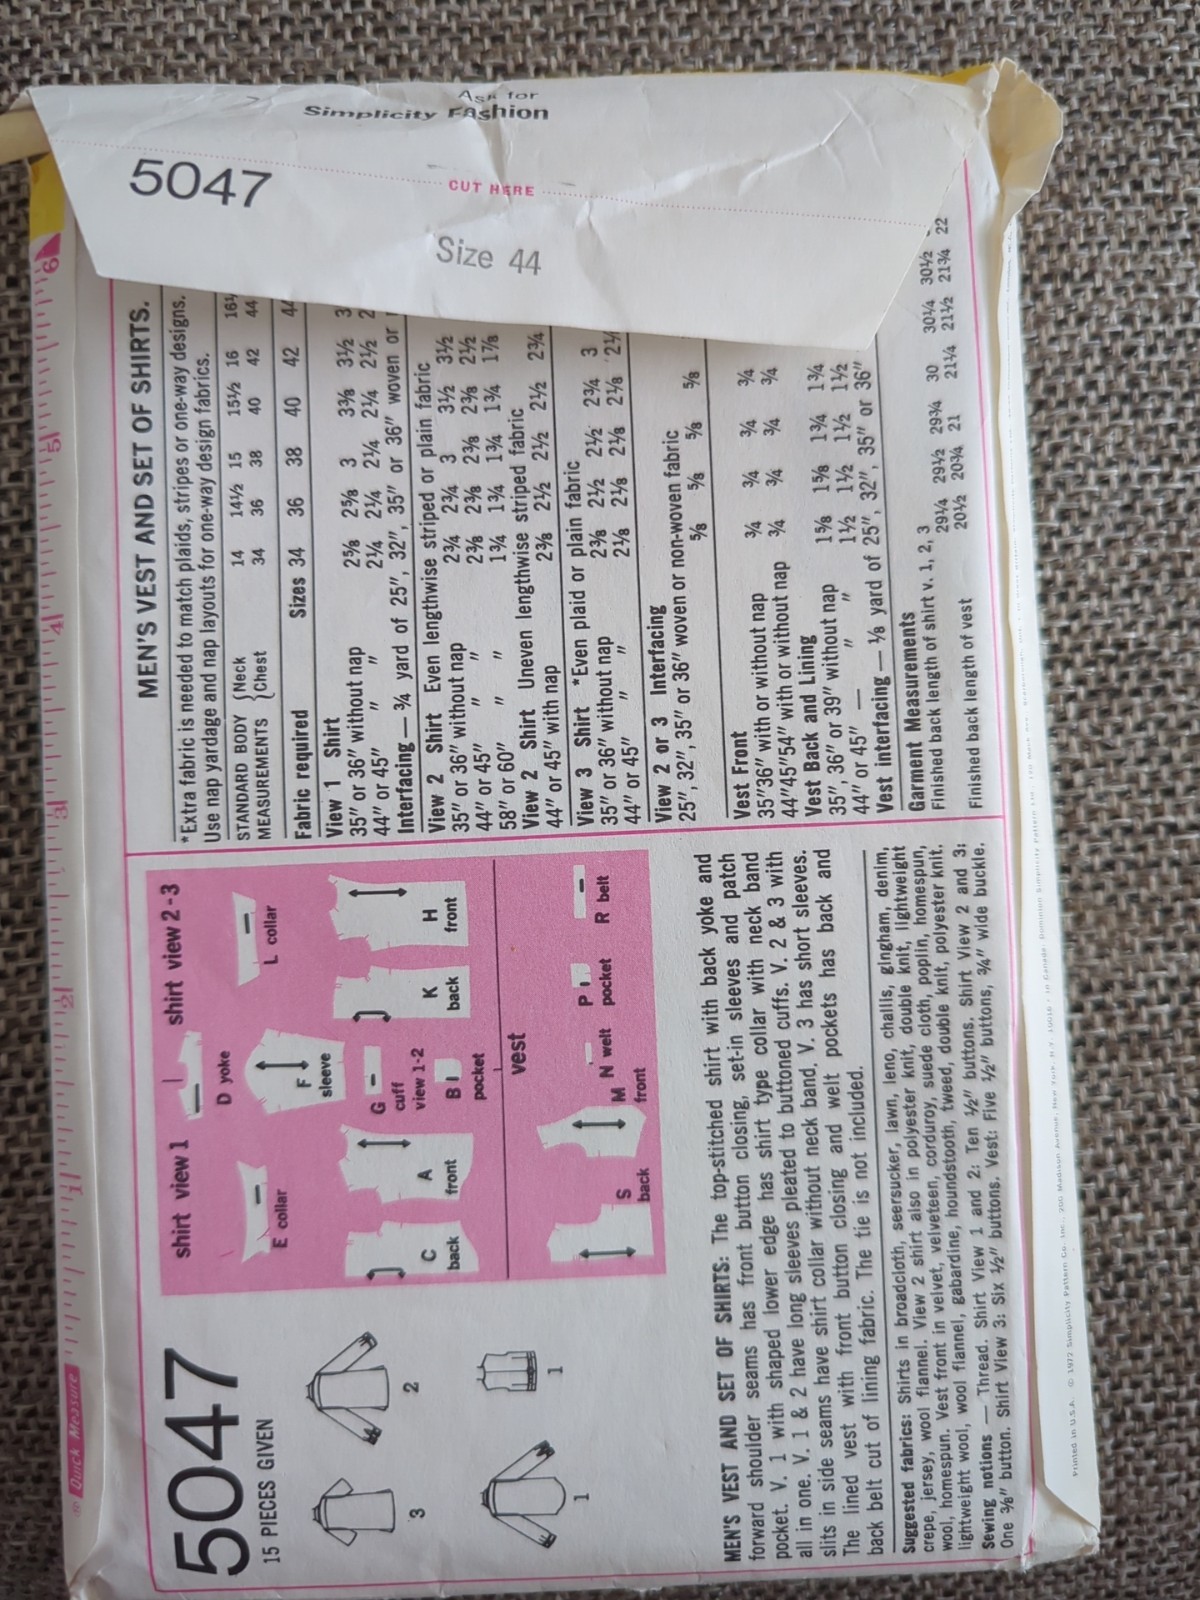 Ask for
Simplicity Fashion
5047
CUT HERE
Size 44
Quick Measure
1 2 3 4 5 6
5047
15 PIECES GIVEN
3
2
1
1
shirt view 1
shirt view 2-3
E collar
D yoke
L collar
F
sleeve
C
back
A
front
G
cuff
view 1-2
B
pocket
K
back
H
front
vest
S
back
M
front
N welt
P
pocket
R belt
MEN'S VEST AND SET OF SHIRTS: The top-stitched shirt with back yoke and
forward shoulder seams has front button closing, set-in sleeves and patch
pocket. V. 1 with shaped lower edge has shirt type collar with neck band
all in one. V. 1 & 2 have long sleeves pleated to buttoned cuffs. V. 2 & 3 with
slits in side seams have shirt collar without neck band, V. 3 has short sleeves.
The lined vest with front button closing and welt pockets has back and
back belt cut of lining fabric. The tie is not included.
Suggested fabrics: Shirts in broadcloth, seersucker, lawn, leno, challis, gingham, denim,
crepe, jersey, wool flannel. View 2 shirt also in polyester knit, double knit, lightweight
wool, homespun. Vest front in velvet, velveteen, corduroy, suede cloth, poplin, homespun,
lightweight wool, wool flannel, gabardine, houndstooth, tweed, double knit, polyester knit.
Sewing notions — Thread. Shirt View 1 and 2: Ten ½" buttons. Shirt View 2 and 3:
One ⅜" button. Shirt View 3: Six ½" buttons. Vest: Five ½" buttons, ¾" wide buckle.
MEN'S VEST AND SET OF SHIRTS.
*Extra fabric is needed to match plaids, stripes or one-way designs.
Use nap yardage and nap layouts for one-way design fabrics.
STANDARD BODY { Neck 14 14½ 15 15½ 16
MEASUREMENTS { Chest 34 36 38 40 42 44
Fabric required Sizes 34 36 38 40 42 44
View 1 Shirt
35" or 36" without nap 2⅝ 2⅝ 3 3⅜ 3½
44" or 45" " " 2¼ 2¼ 2¼ 2¼ 2½
Interfacing — ¾ yard of 25", 32", 35" or 36" woven or
View 2 Shirt Even lengthwise striped or plain fabric
35" or 36" without nap 2¾ 2¾ 3 3½ 3½
44" or 45" " " 2⅜ 2⅜ 2⅜ 2⅜ 2½
58" or 60" " " 1¾ 1¾ 1¾ 1¾ 1⅞
View 2 Shirt Uneven lengthwise striped fabric
44" or 45" with nap 2⅜ 2½ 2½ 2½ 2¾
View 3 Shirt *Even plaid or plain fabric
35" or 36" without nap 2⅜ 2½ 2½ 2¾ 3
44" or 45" " " 2⅛ 2⅛ 2⅛ 2⅛
View 2 or 3 Interfacing
25", 32", 35" or 36" woven or non-woven fabric
⅝ ⅝ ⅝ ⅝
Vest Front
35"36" with or without nap ¾ ¾ ¾ ¾
44"45"54" with or without nap ¾ ¾ ¾ ¾
Vest Back and Lining
35", 36" or 39" without nap 1⅝ 1⅝ 1¾ 1¾
44" or 45" — " " 1½ 1½ 1½ 1½
Vest Interfacing — ⅛ yard of 25", 32", 35" or 36"
Garment Measurements
Finished back length of shirt v. 1, 2, 3
29¼ 29½ 29¾ 30 30¼ 30½
Finished back length of vest 20½ 20¾ 21 21¼ 21½ 21¾ 22
Printed in U.S.A. © 1972 Simplicity Pattern Co. Inc., 200 Madison Avenue, New York, N.Y. 10016 · In Canada: Dominion Simplicity Pattern